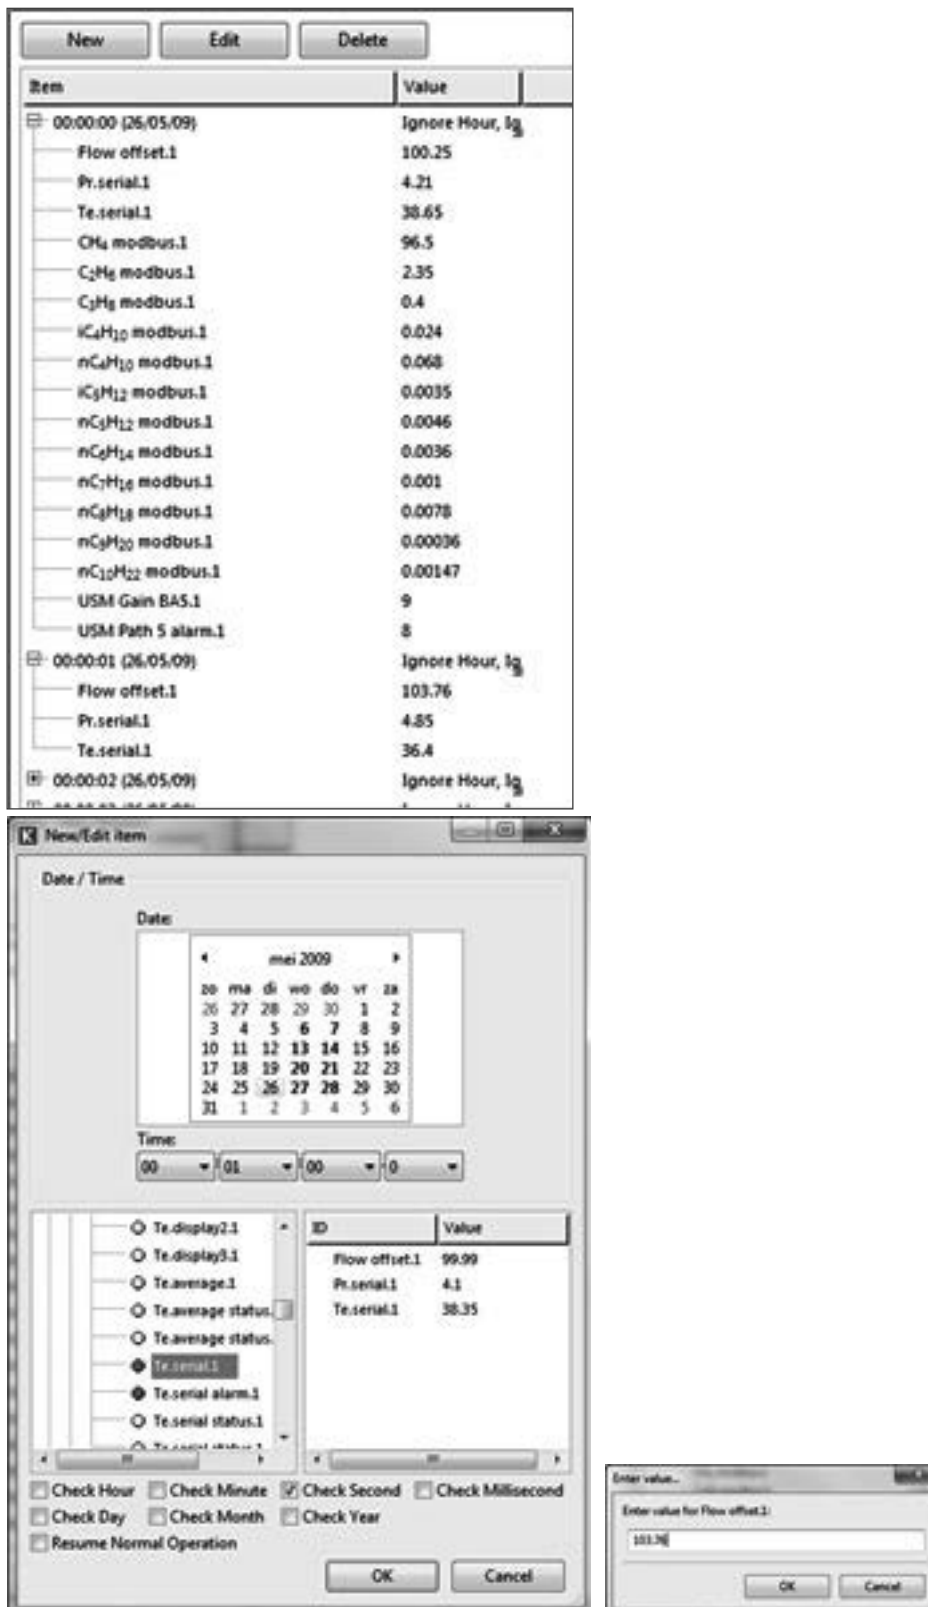 New Edit Delete
Item Value
00:00:00 (26/05/09) Ignore Hour, Ig
Flow offset.1 100.25
Pr.serial.1 4.21
Te.serial.1 38.65
CH₄ modbus.1 96.5
C₂H₆ modbus.1 2.35
C₃H₈ modbus.1 0.4
iC₄H₁₀ modbus.1 0.024
nC₄H₁₀ modbus.1 0.068
iC₅H₁₂ modbus.1 0.0035
nC₅H₁₂ modbus.1 0.0046
nC₆H₁₄ modbus.1 0.0036
nC₇H₁₆ modbus.1 0.001
nC₈H₁₈ modbus.1 0.0078
nC₉H₂₀ modbus.1 0.00036
nC₁₀H₂₂ modbus.1 0.00147
USM Gain BA5.1 9
USM Path 5 alarm.1 8
00:00:01 (26/05/09) Ignore Hour, Ig
Flow offset.1 103.76
Pr.serial.1 4.85
Te.serial.1 36.4
00:00:02 (26/05/09) Ignore Hour, Ig
K New/Edit item
Date / Time
Date:
mei 2009
zo ma di wo do vr za
26 27 28 29 30 1 2
3 4 5 6 7 8 9
10 11 12 13 14 15 16
17 18 19 20 21 22 23
24 25 26 27 28 29 30
31 1 2 3 4 5 6
Time:
00 : 01 : 00 . 0
Te.display2.1
Te.display3.1
Te.average.1
Te.average status.
Te.average status.
Te.serial.1
Te.serial alarm.1
Te.serial status.1
Te.serial status.1
ID Value
Flow offset.1 99.99
Pr.serial.1 4.1
Te.serial.1 38.35
Check Hour Check Minute Check Second Check Millisecond
Check Day Check Month Check Year
Resume Normal Operation
OK Cancel
Enter value...
Enter value for Flow offset.1:
103.76
OK Cancel